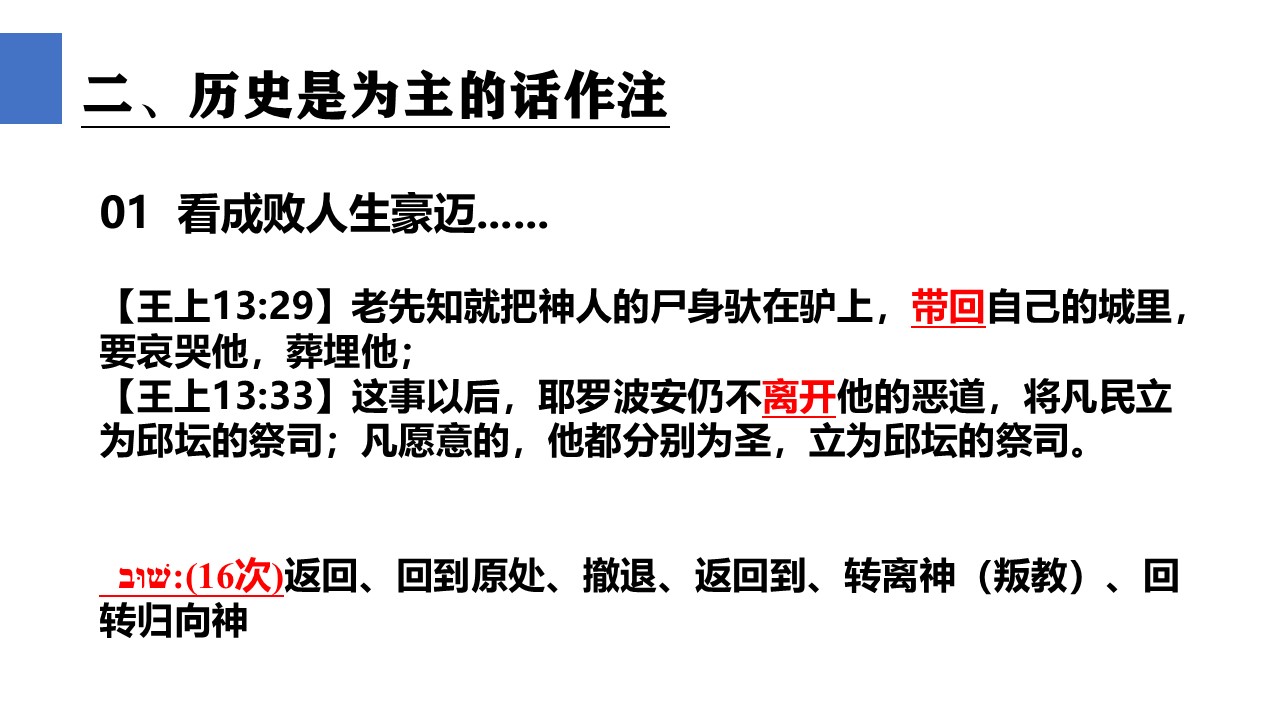 二、历史是为主的话作注
01 看成败人生豪迈……
【王上13:29】老先知就把神人的尸身驮在驴上，带回自己的城里，
要哀哭他，葬埋他；
【王上13:33】这事以后，耶罗波安仍不离开他的恶道，将凡民立
为邱坛的祭司；凡愿意的，他都分别为圣，立为邱坛的祭司。
שׁוּב:(16次)返回、回到原处、撤退、返回到、转离神（叛教）、回
转归向神